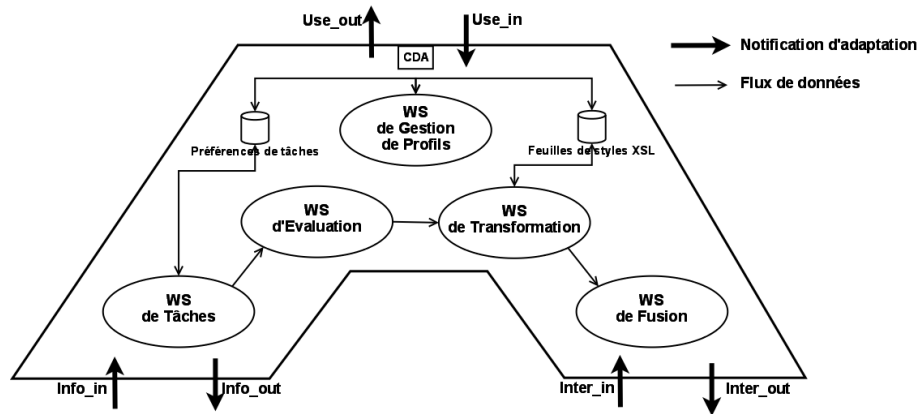 Use_out
Use_in
CDA
Notification d'adaptation
Flux de données
WS
de Gestion
de Profils
Préférences de tâches
Feuilles de styles XSL
WS
d'Evaluation
WS
de Transformation
WS
de Tâches
WS
de Fusion
Info_in
Info_out
Inter_in
Inter_out